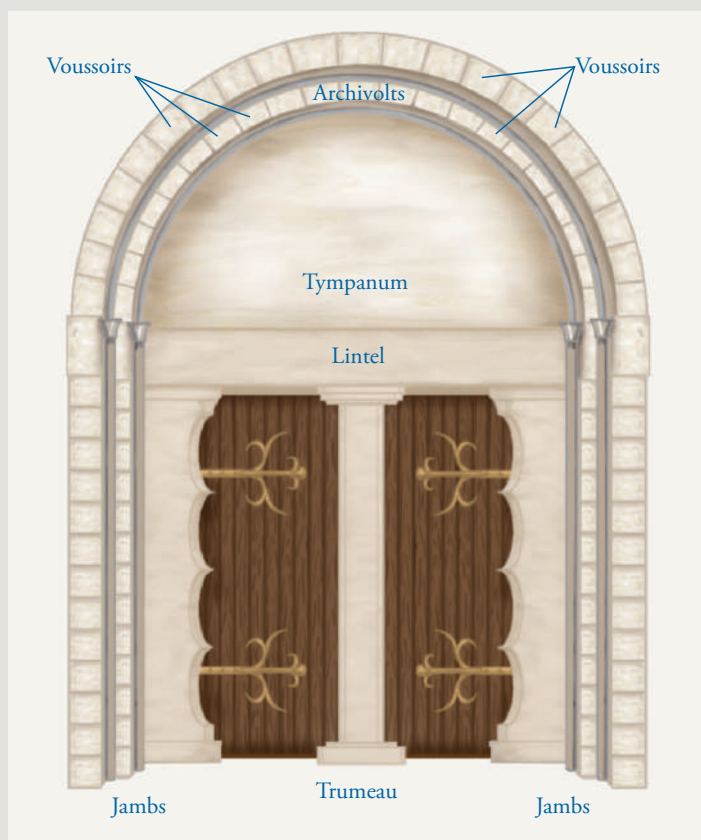 Voussoirs
Voussoirs
Archivolts
Tympanum
Lintel
Trumeau
Jambs
Jambs